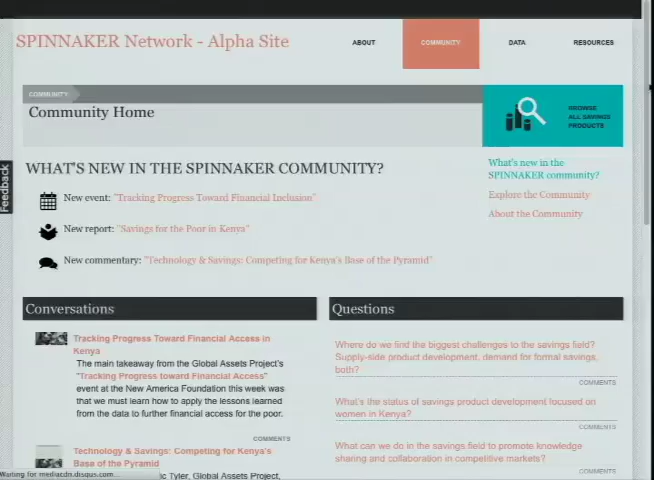 SPINNAKER Network - Alpha Site
ABOUT
COMMUNITY
DATA
RESOURCES
COMMUNITY
Community Home
BROWSE
ALL SAVINGS
PRODUCTS
Feedback
WHAT'S NEW IN THE SPINNAKER COMMUNITY?
New event: "Tracking Progress Toward Financial Inclusion"
New report: "Savings for the Poor in Kenya"
New commentary: "Technology & Savings: Competing for Kenya's Base of the Pyramid"
What's new in the
SPINNAKER community?
Explore the Community
About the Community
Conversations
Tracking Progress Toward Financial Access in
Kenya
The main takeaway from the Global Assets Project's
"Tracking Progress toward Financial Access"
event at the New America Foundation this week was
that we must learn how to apply the lessons learned
from the data to further financial access for the poor.
COMMENTS
Technology & Savings: Competing for Kenya's
Base of the Pyramid
ic Tyler, Global Assets Project,
Questions
Where do we find the biggest challenges to the savings field?
Supply-side product development, demand for formal savings,
both?
COMMENTS
What's the status of savings product development focused on
women in Kenya?
COMMENTS
What can we do in the savings field to promote knowledge
sharing and collaboration in competitive markets?
COMMENTS
Waiting for mediacdn.disqus.com...